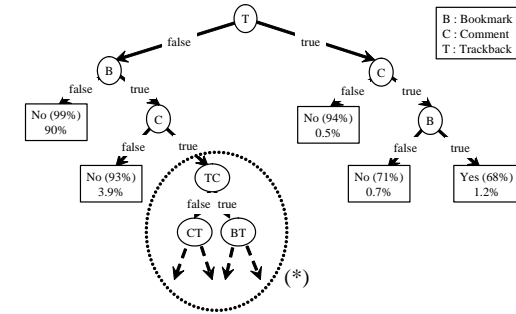 T
B : Bookmark
C : Comment
T : Trackback
false
true
B
C
false
true
false
true
No (99%)
90%
C
No (94%)
0.5%
B
false
true
false
true
No (93%)
3.9%
TC
No (71%)
0.7%
Yes (68%)
1.2%
false true
CT
BT
(*)